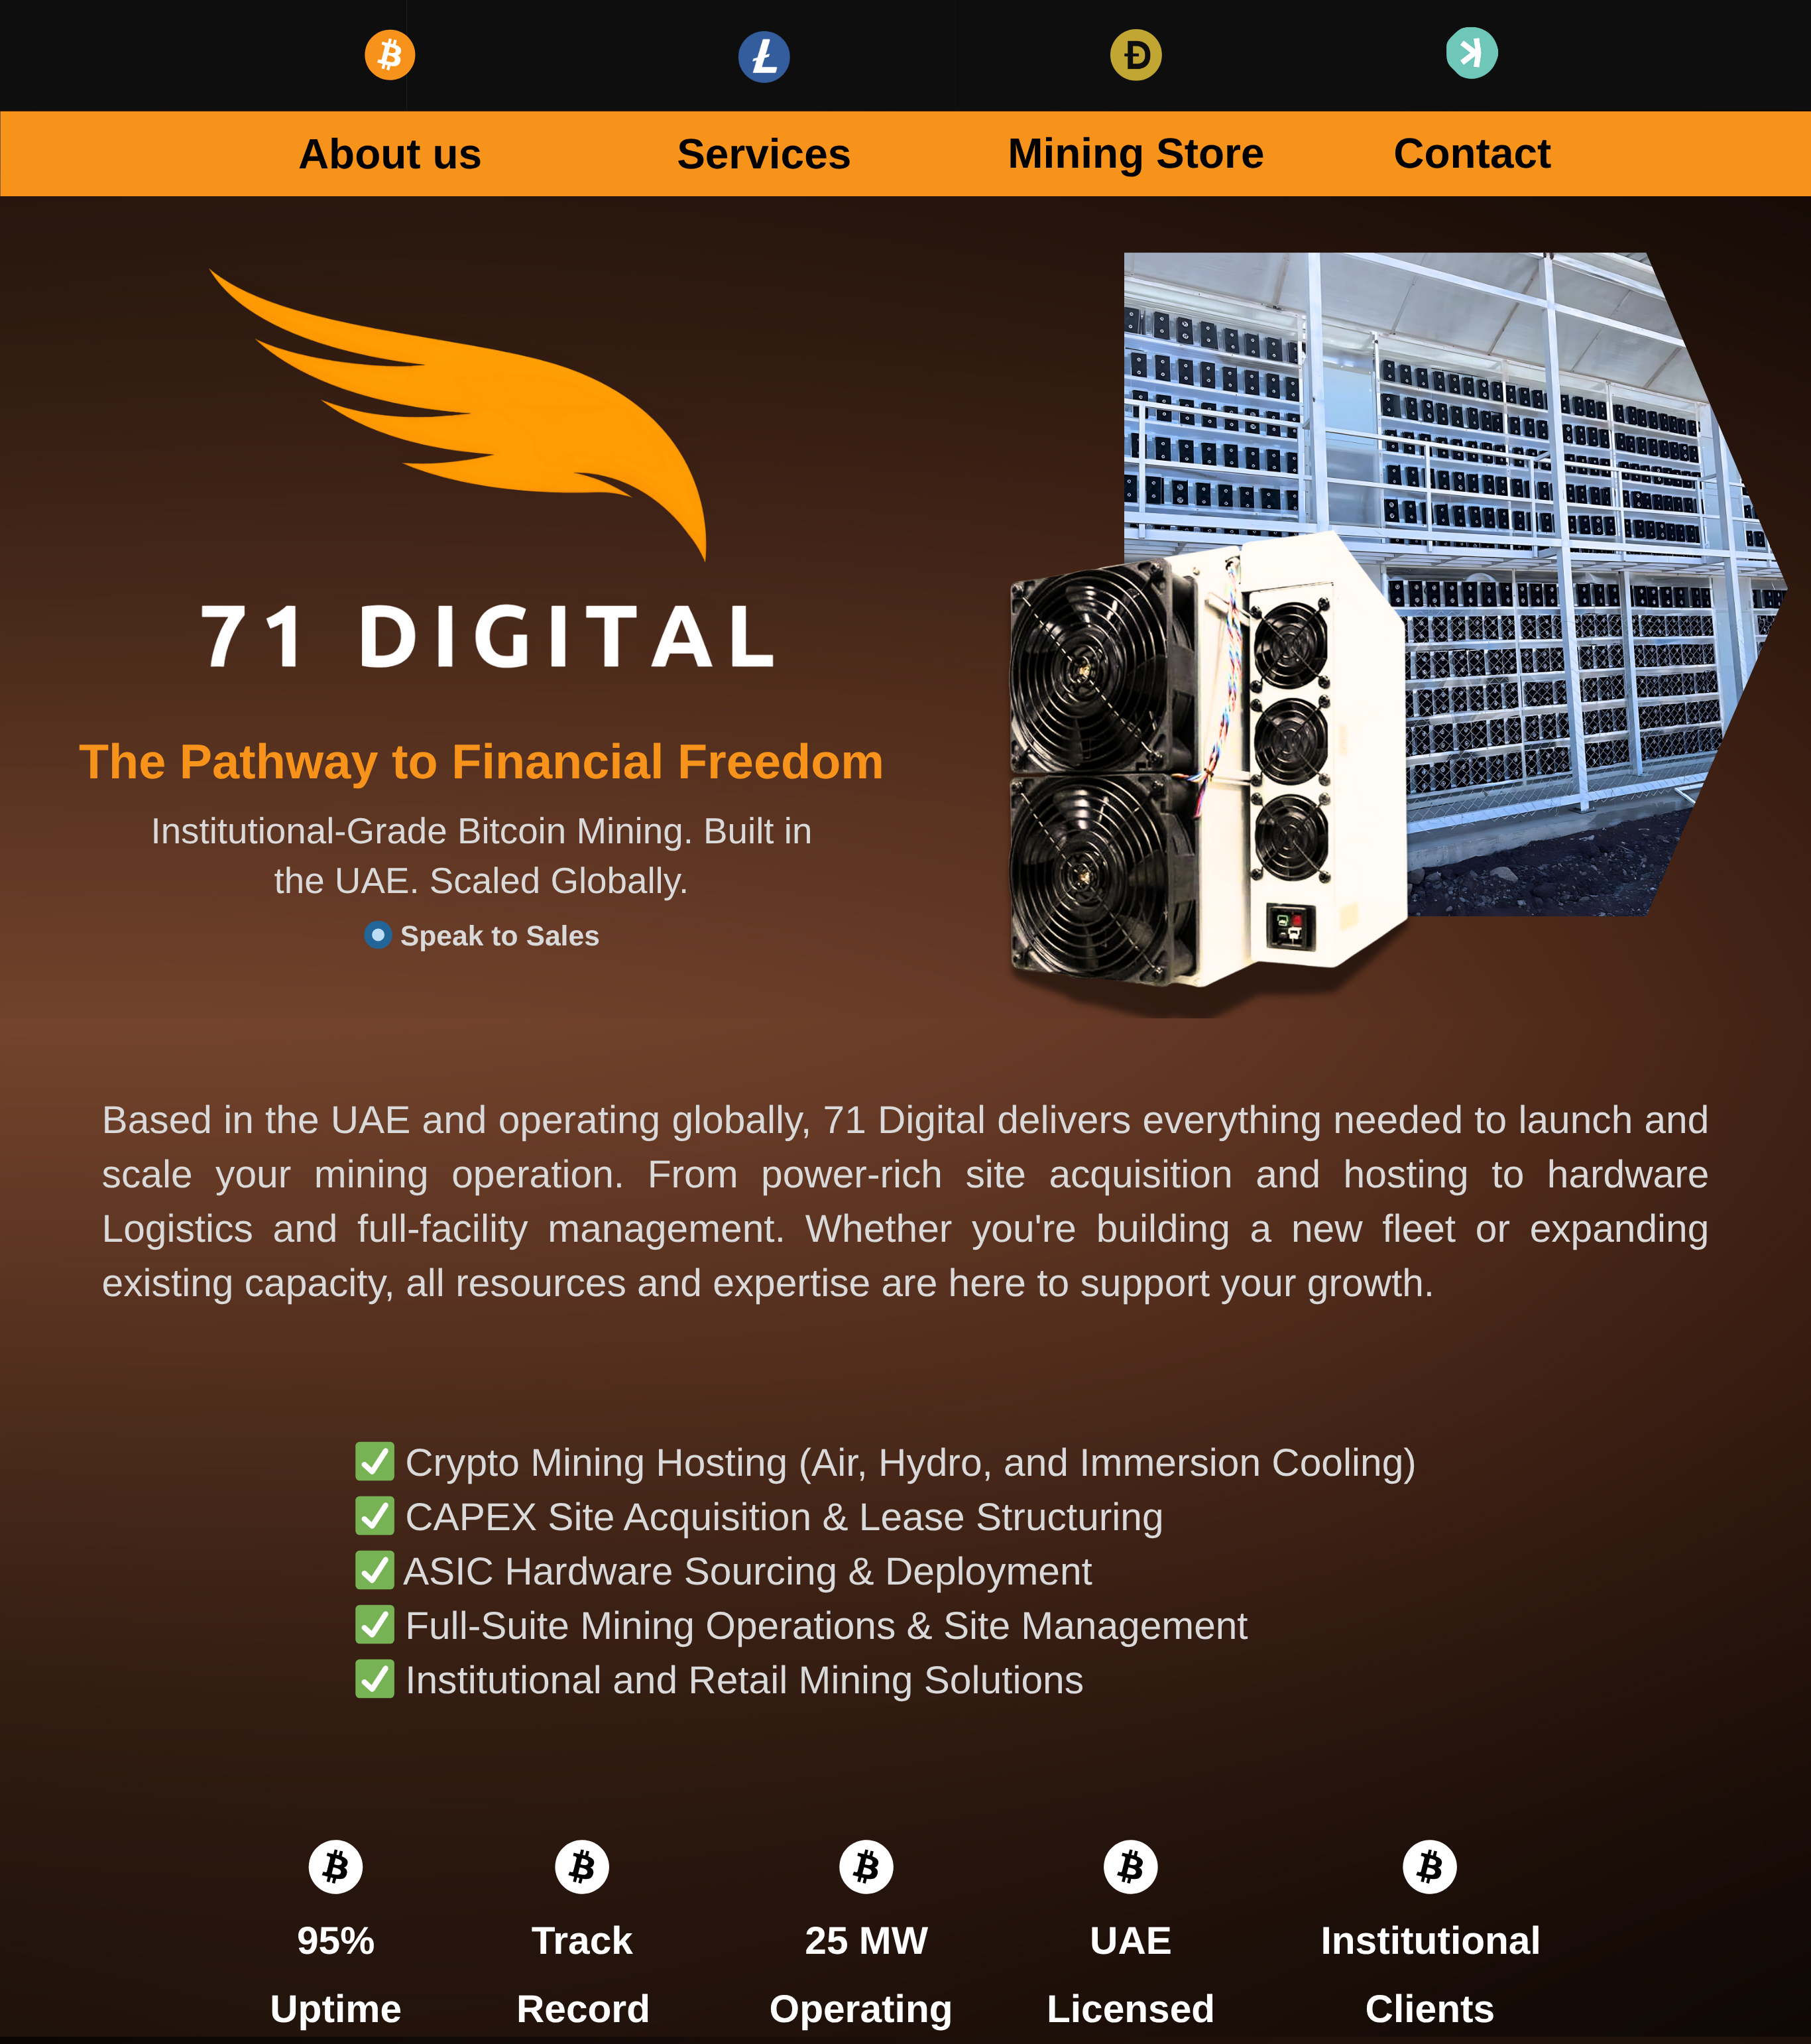 About us
Services
Mining Store
Contact
71 DIGITAL
The Pathway to Financial Freedom
Institutional-Grade Bitcoin Mining. Built in
the UAE. Scaled Globally.
Speak to Sales
Based in the UAE and operating globally, 71 Digital delivers everything needed to launch and
scale your mining operation. From power-rich site acquisition and hosting to hardware
Logistics and full-facility management. Whether you're building a new fleet or expanding
existing capacity, all resources and expertise are here to support your growth.
Crypto Mining Hosting (Air, Hydro, and Immersion Cooling)
CAPEX Site Acquisition & Lease Structuring
ASIC Hardware Sourcing & Deployment
Full-Suite Mining Operations & Site Management
Institutional and Retail Mining Solutions
95%
Uptime
Track
Record
25 MW
Operating
UAE
Licensed
Institutional
Clients